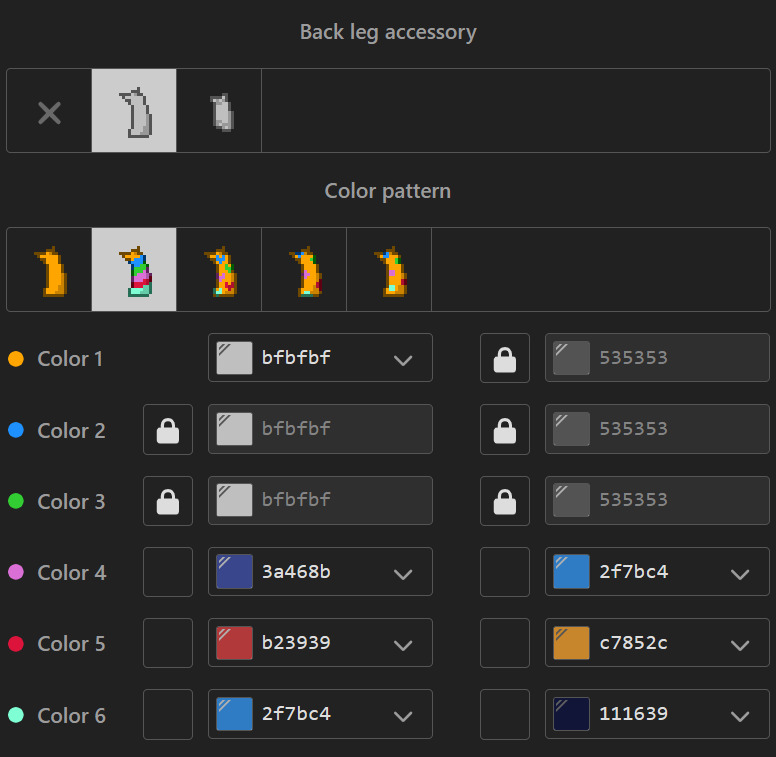 Back leg accessory
Color pattern
Color 1 bfbfbf 535353
Color 2 bfbfbf 535353
Color 3 bfbfbf 535353
Color 4 3a468b 2f7bc4
Color 5 b23939 c7852c
Color 6 2f7bc4 111639